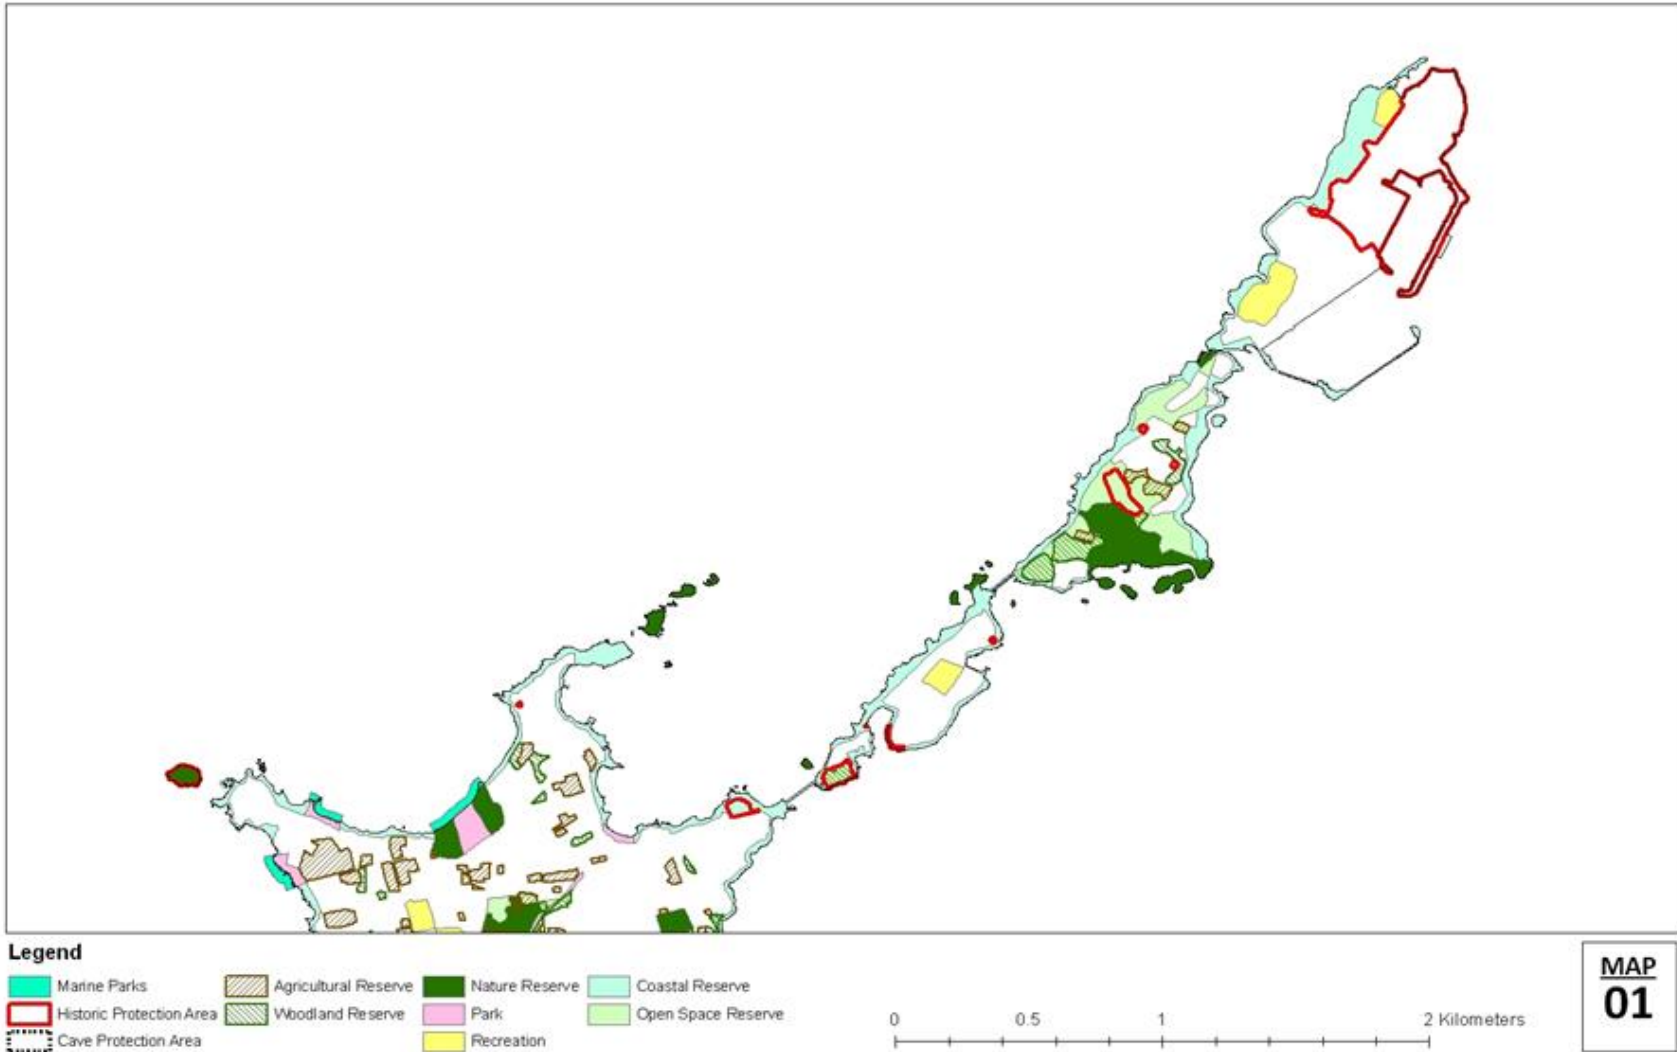 Legend
Marine Parks
Agricultural Reserve
Nature Reserve
Coastal Reserve
Historic Protection Area
Woodland Reserve
Park
Open Space Reserve
Cave Protection Area
Recreation
0 0.5 1 2 Kilometers
MAP
01